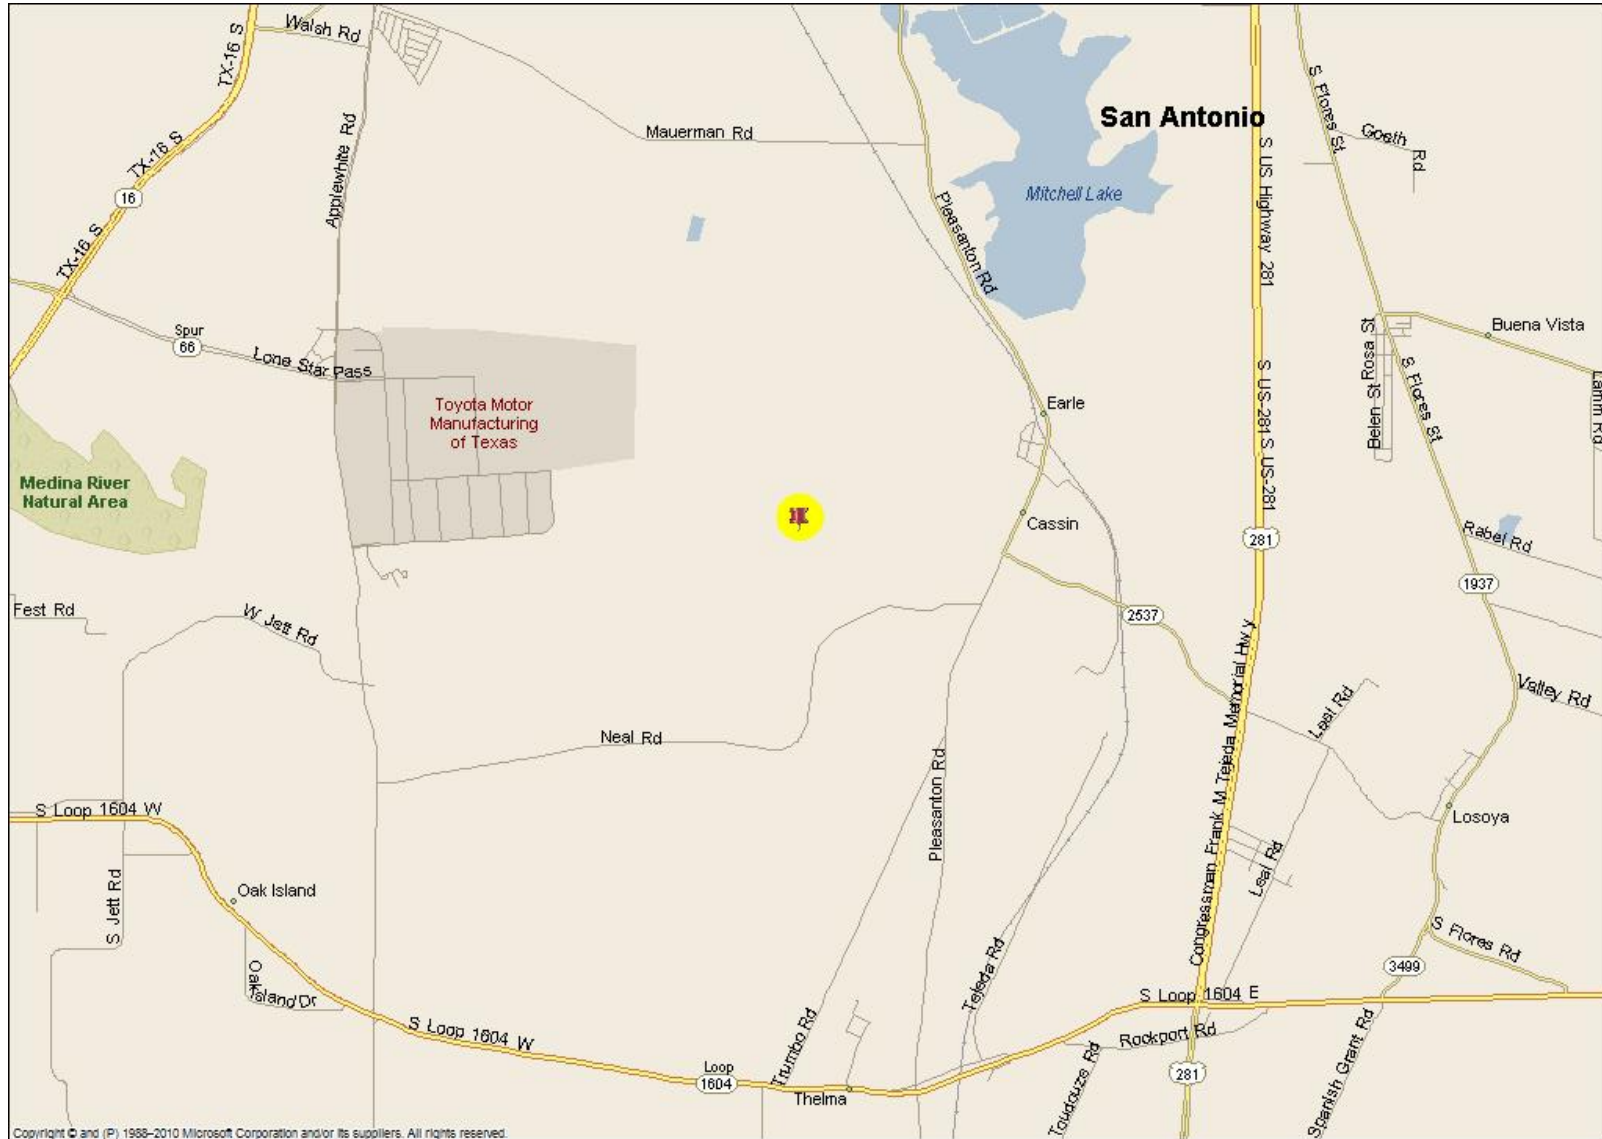 Walsh Rd
TX-16 S
San Antonio
S Flores St
Goeth Rd
Mauerman Rd
TX-16 S
Applewhite Rd
16
Mitchell Lake
S US Highway 281
Pleasanton Rd
TX-16 S
Spur
66
Lone Star Pass
Buena Vista
Rosa St
Belen St
S Flores St
Lamm Rd
S US-281
S US-281
Toyota Motor
Manufacturing
of Texas
Earle
Medina River
Natural Area
Cassin
281
Rabel Rd
1937
Fest Rd
W Jett Rd
2537
Valley Rd
Neal Rd
Congressman Frank M Tejeda Memorial Hwy
Pleasanton Rd
S Loop 1604 W
Losoya
Leal Rd
Oak Island
S Jett Rd
S Flores Rd
3499
Oak
Island Dr
Tejeda Rd
S Loop 1604 E
S Loop 1604 W
Trumbo Rd
Rockport Rd
Loop
1604
Thelma
Toudouze Rd
281
Spanish Grant Rd
Copyright © and (P) 1988–2010 Microsoft Corporation and/or its suppliers. All rights reserved.